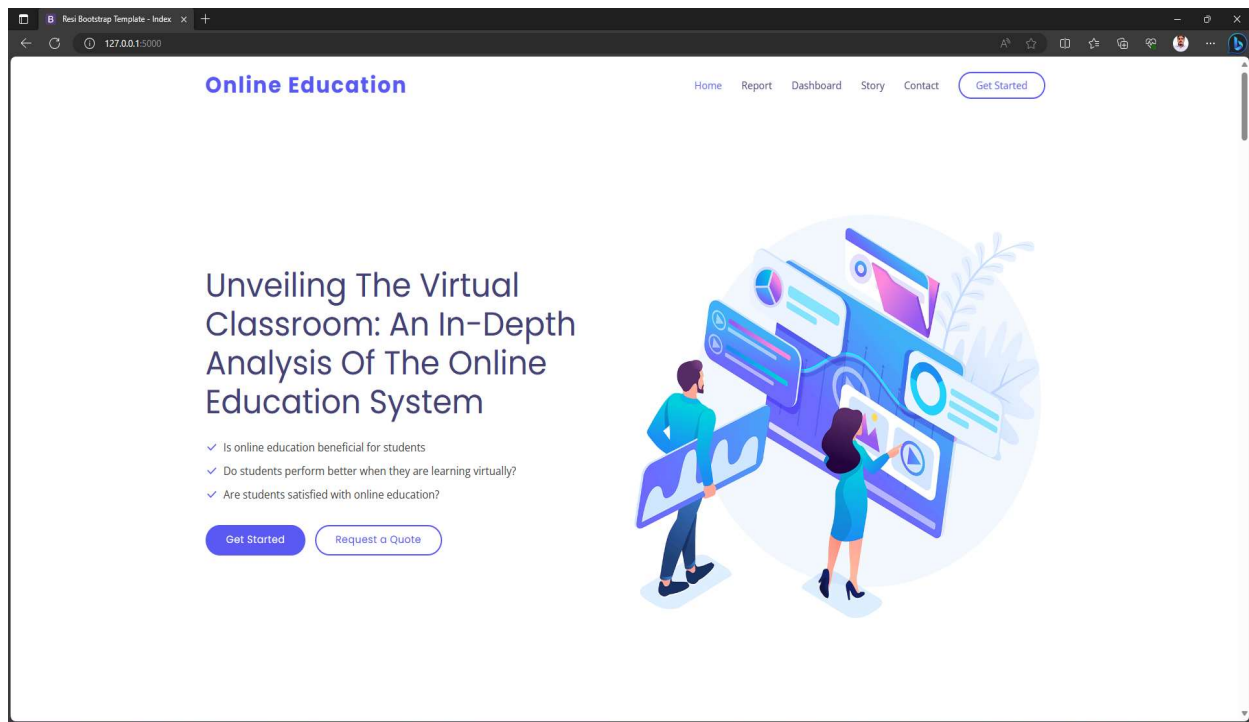 Resi Bootstrap Template - Index
127.0.0.1:5000
Online Education
Home Report Dashboard Story Contact Get Started
Unveiling The Virtual
Classroom: An In-Depth
Analysis Of The Online
Education System
Is online education beneficial for students
Do students perform better when they are learning virtually?
Are students satisfied with online education?
Get Started Request a Quote